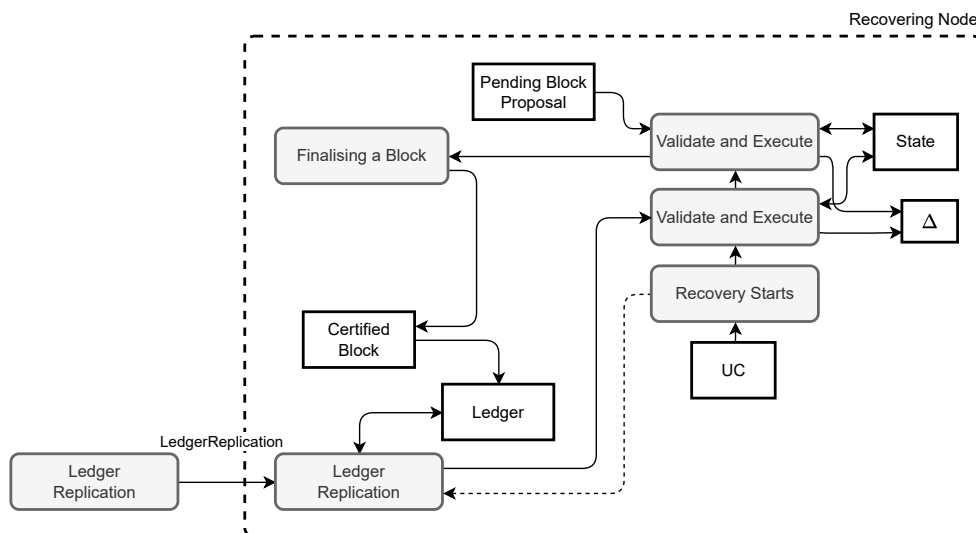 Recovering Node
Pending Block
Proposal
Finalising a Block
Validate and Execute
State
Validate and Execute
Δ
Recovery Starts
Certified
Block
UC
Ledger
LedgerReplication
Ledger
Replication
Ledger
Replication